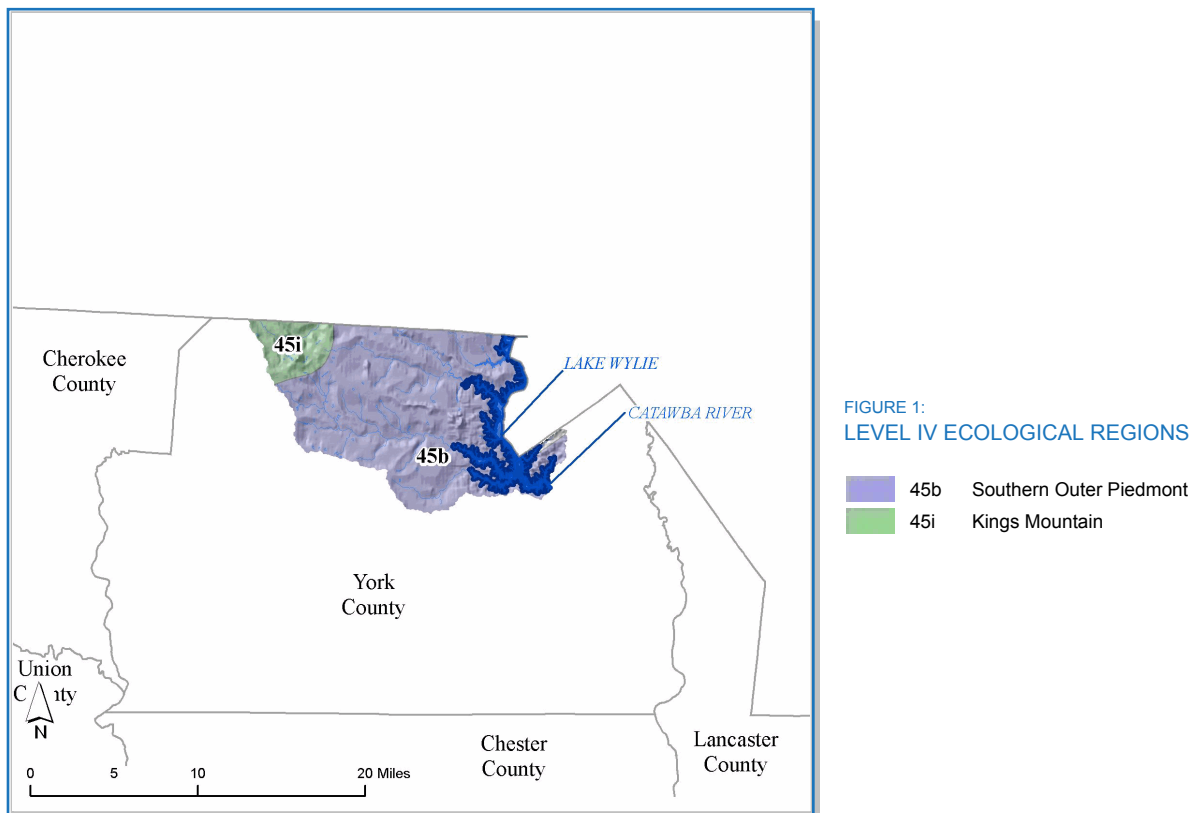 45i
Cherokee
County
LAKE WYLIE
CATAWBA RIVER
45b
York
County
Union
C nty
N
Chester
County
Lancaster
County
0 5 10 20 Miles
FIGURE 1:
LEVEL IV ECOLOGICAL REGIONS
45b Southern Outer Piedmont
45i Kings Mountain